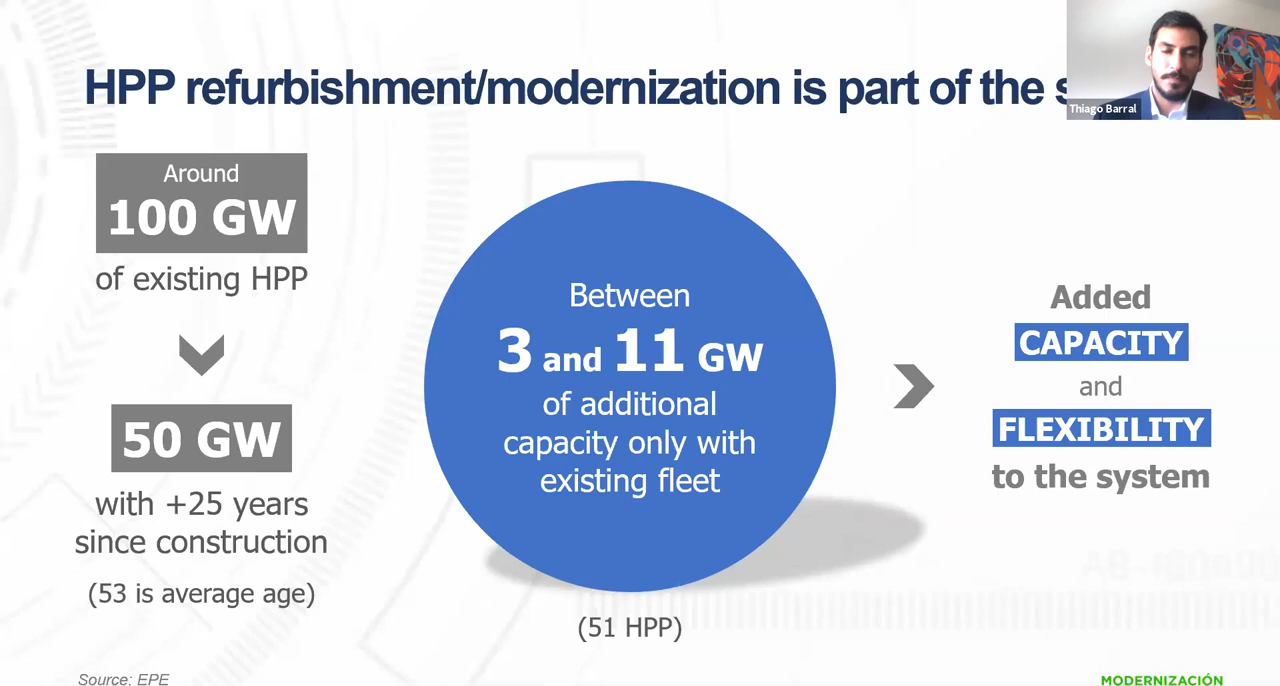 HPP refurbishment/modernization is part of the
Thiago Barral
Around
100 GW
of existing HPP
50 GW
with +25 years
since construction
(53 is average age)
Between
3 and 11 GW
of additional
capacity only with
existing fleet
(51 HPP)
Added
CAPACITY
and
FLEXIBILITY
to the system
Source: EPE
MODERNIZACIÓN